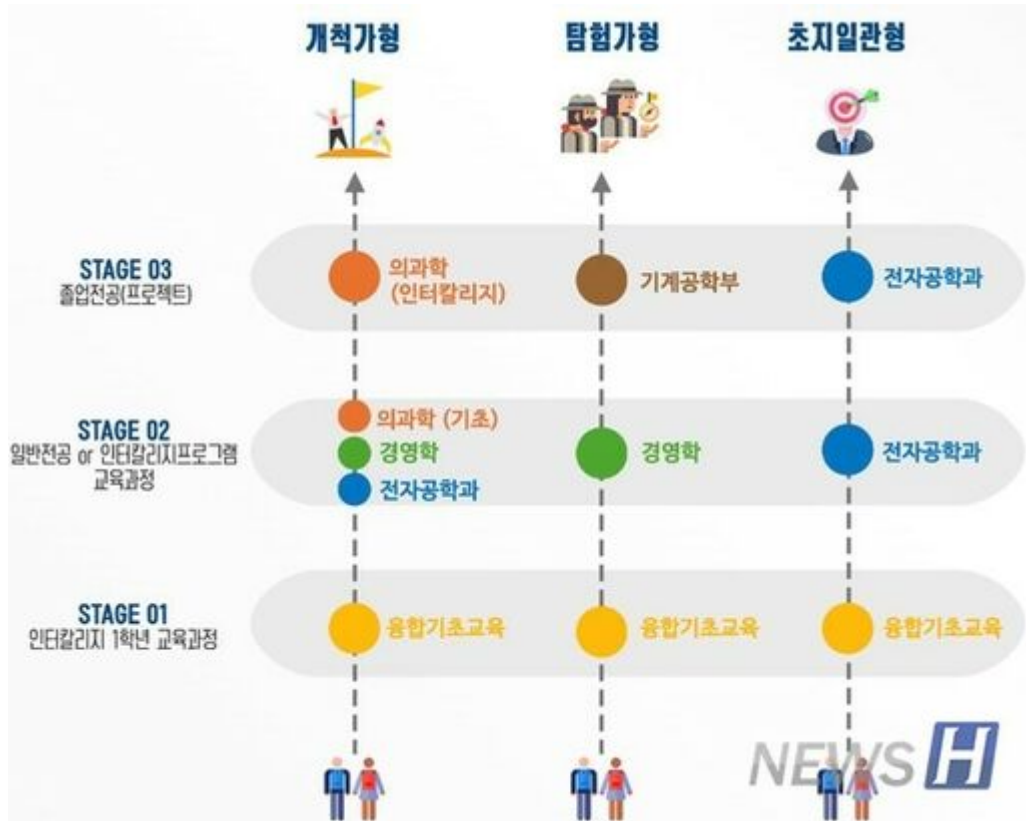 개척가형
탐험가형
초지일관형
STAGE 03
졸업전공(프로젝트)
의과학
(인터칼리지)
기계공학부
전자공학과
STAGE 02
일반전공 or 인터칼리지프로그램
교육과정
의과학 (기초)
경영학
전자공학과
경영학
전자공학과
STAGE 01
인터칼리지 1학년 교육과정
융합기초교육
융합기초교육
융합기초교육
NEWS H